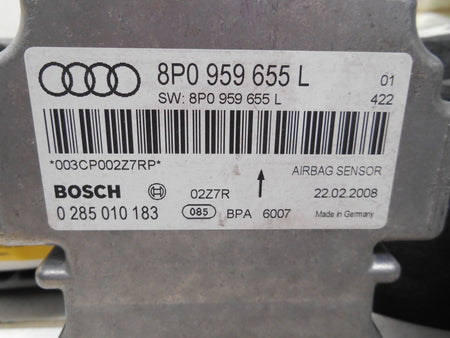 8P0 959 655 L 01
SW: 8P0 959 655 L 422
*003CP002Z7RP* AIRBAG SENSOR
BOSCH 02Z7R 22.02.2008
0 285 010 183 085 BPA 6007 Made in Germany